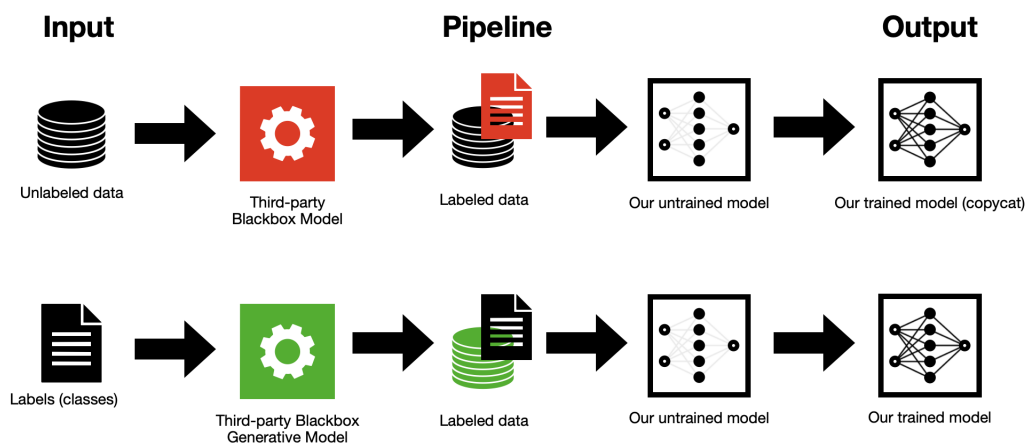 Input
Pipeline
Output
Unlabeled data
Third-party
Blackbox Model
Labeled data
Our untrained model
Our trained model (copycat)
Labels (classes)
Third-party Blackbox
Generative Model
Labeled data
Our untrained model
Our trained model